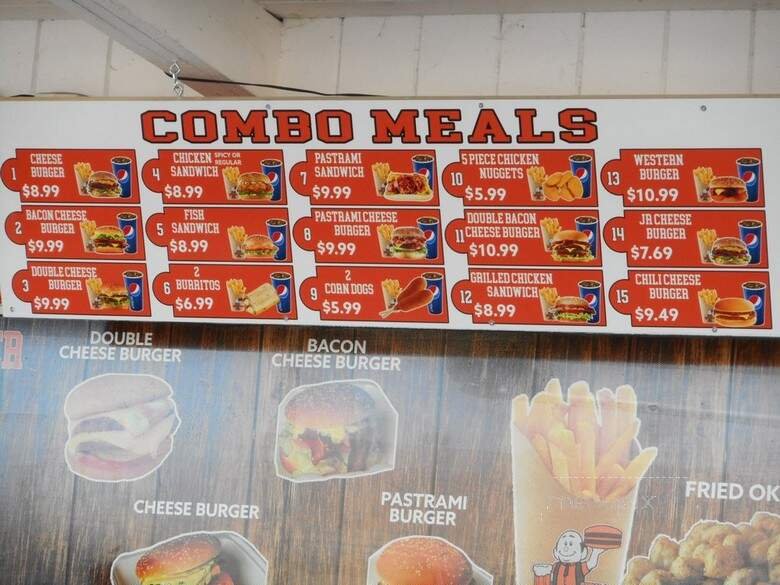 COMBO MEALS
1 CHEESE
BURGER
$8.99
2 BACON CHEESE
BURGER
$9.99
3 DOUBLE CHEESE
BURGER
$9.99
4 CHICKEN SPICY OR
SANDWICH REGULAR
$8.99
5 FISH
SANDWICH
$8.99
6 2
BURRITOS
$6.99
7 PASTRAMI
SANDWICH
$9.99
8 PASTRAMI CHEESE
BURGER
$9.99
9 2
CORN DOGS
$5.99
10 5 PIECE CHICKEN
NUGGETS
$5.99
11 DOUBLE BACON
CHEESE BURGER
$10.99
12 GRILLED CHICKEN
SANDWICH
$8.99
13 WESTERN
BURGER
$10.99
14 JR CHEESE
BURGER
$7.69
15 CHILI CHEESE
BURGER
$9.49
DOUBLE
CHEESE BURGER
BACON
CHEESE BURGER
CHEESE BURGER
PASTRAMI
BURGER
FRIED OK